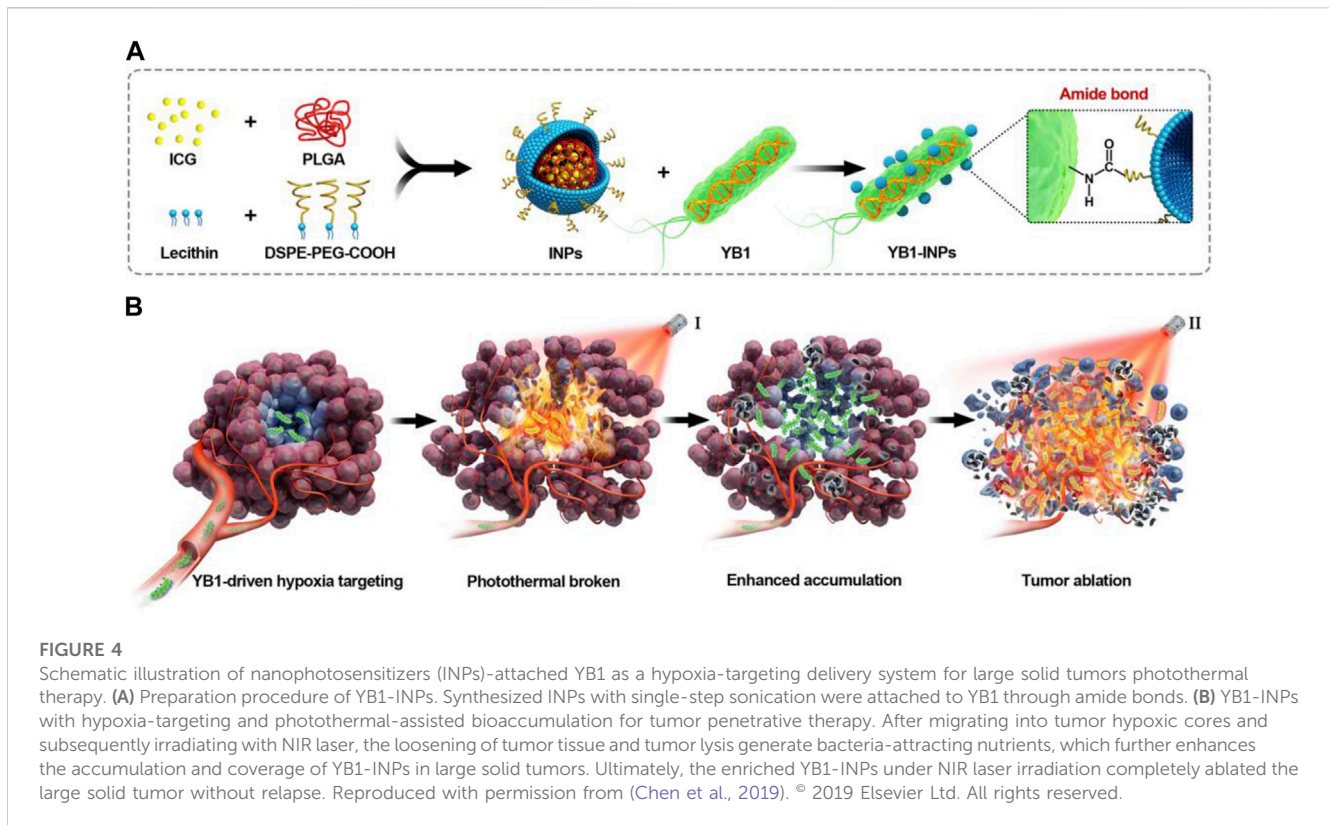 A
Amide bond
+
ICG
PLGA
+
Lecithin
DSPE-PEG-COOH
INPs
+
YB1
YB1-INPs
O
C
N
H
B
I
II
YB1-driven hypoxia targeting
Photothermal broken
Enhanced accumulation
Tumor ablation
FIGURE 4
Schematic illustration of nanophotosensitizers (INPs)-attached YB1 as a hypoxia-targeting delivery system for large solid tumors photothermal
therapy. (A) Preparation procedure of YB1-INPs. Synthesized INPs with single-step sonication were attached to YB1 through amide bonds. (B) YB1-INPs
with hypoxia-targeting and photothermal-assisted bioaccumulation for tumor penetrative therapy. After migrating into tumor hypoxic cores and
subsequently irradiating with NIR laser, the loosening of tumor tissue and tumor lysis generate bacteria-attracting nutrients, which further enhances
the accumulation and coverage of YB1-INPs in large solid tumors. Ultimately, the enriched YB1-INPs under NIR laser irradiation completely ablated the
large solid tumor without relapse. Reproduced with permission from (Chen et al., 2019). © 2019 Elsevier Ltd. All rights reserved.